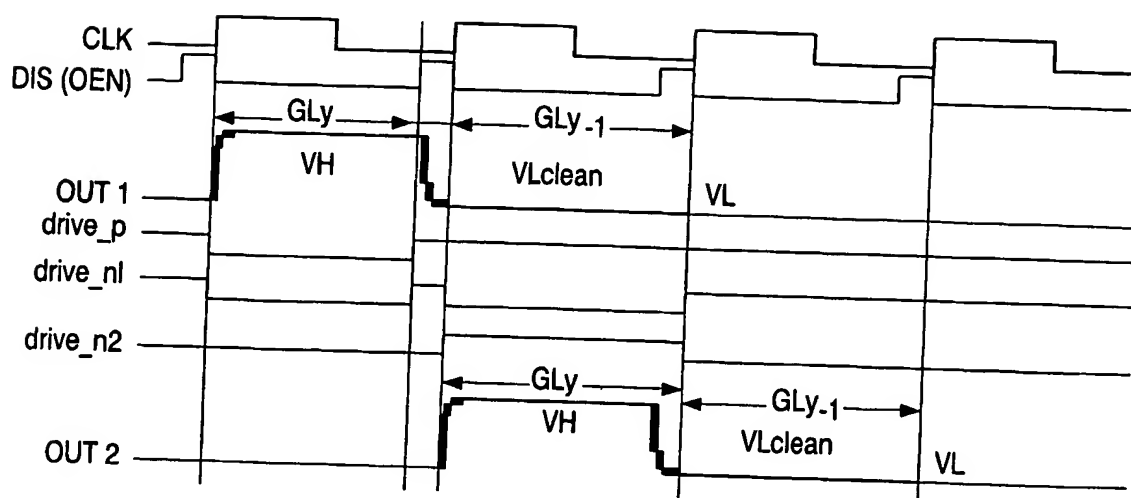 CLK
DIS (OEN)
GLy
GLy-1
VH
VLclean
OUT 1
VL
drive_p
drive_nl
drive_n2
GLy
GLy-1
VH
VLclean
OUT 2
VL